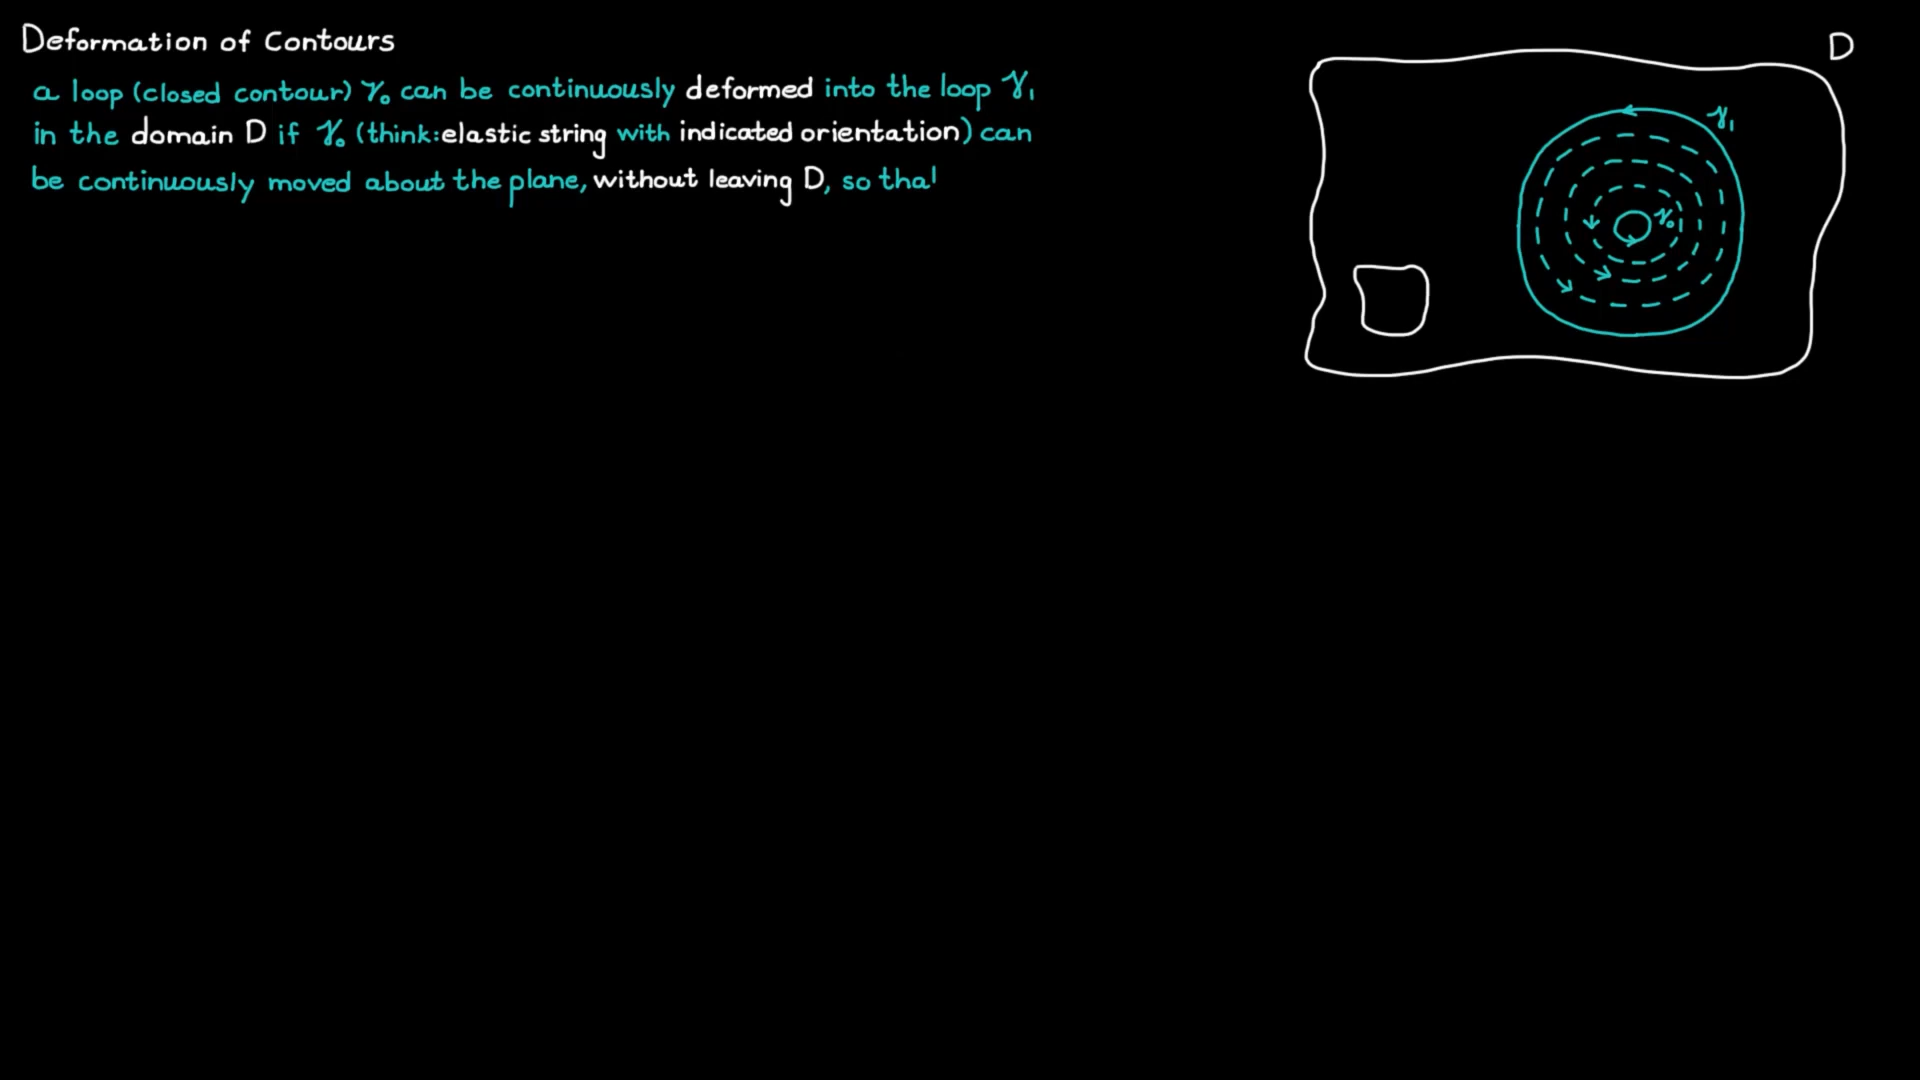 Deformation of Contours
D
a loop (closed contour) γ₀ can be continuously deformed into the loop γ₁
in the domain D if γ₀ (think: elastic string with indicated orientation) can
be continuously moved about the plane, without leaving D, so tha
γ₁
γ₀